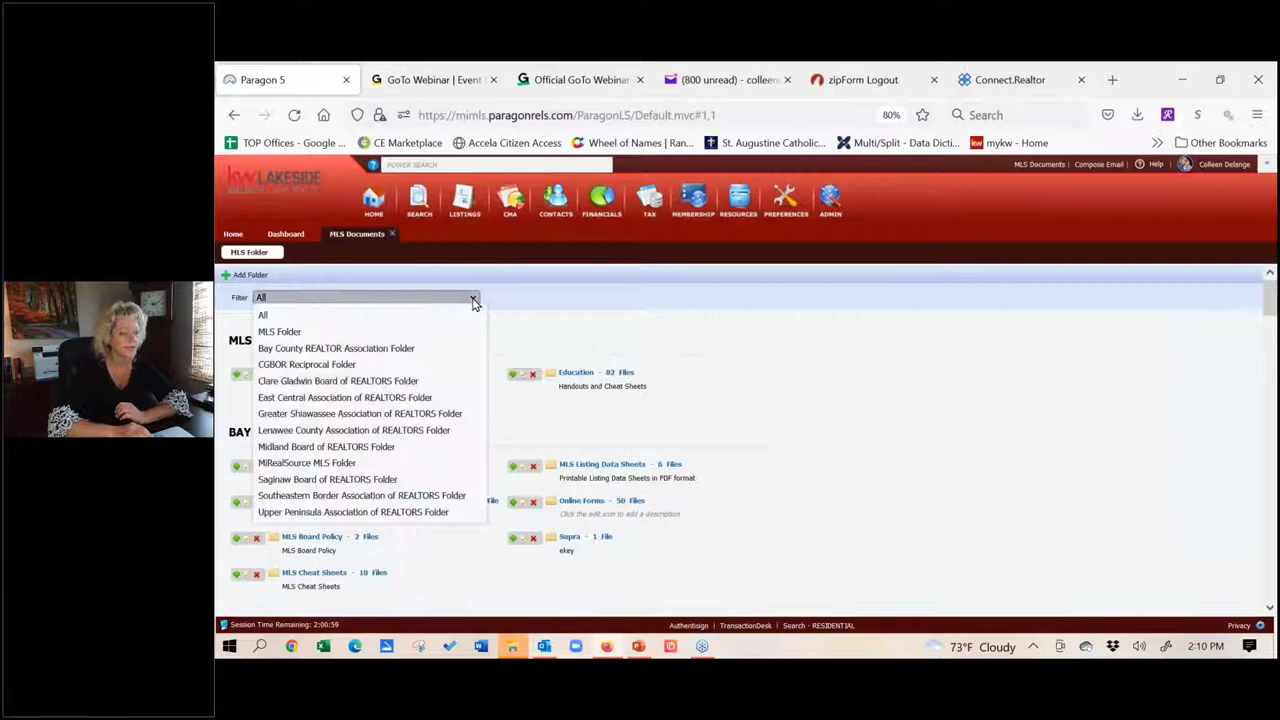 Paragon 5
GoTo Webinar | Event
Official GoTo Webinar
(800 unread) - colleen
zipForm Logout
Connect.Realtor
https://mimls.paragonrels.com/ParagonLS/Default.mvc#1,1
80%
Search
TOP Offices - Google ...
CE Marketplace
Accela Citizen Access
Wheel of Names | Ran...
St. Augustine Catholic...
Multi/Split - Data Dicti...
mykw - Home
Other Bookmarks
POWER SEARCH
MLS Documents
Compose Email
Help
Colleen Delange
kw LAKESIDE
HOME
SEARCH
LISTINGS
CMA
CONTACTS
FINANCIALS
TAX
MEMBERSHIP
RESOURCES
PREFERENCES
ADMIN
Home
Dashboard
MLS Documents
MLS Folder
Add Folder
Filter
All
All
MLS Folder
Bay County REALTOR Association Folder
CGBOR Reciprocal Folder
Clare Gladwin Board of REALTORS Folder
East Central Association of REALTORS Folder
Greater Shiawassee Association of REALTORS Folder
Lenawee County Association of REALTORS Folder
Midland Board of REALTORS Folder
MiRealSource MLS Folder
Saginaw Board of REALTORS Folder
Southeastern Border Association of REALTORS Folder
Upper Peninsula Association of REALTORS Folder
MLS
Education - 82 Files
Handouts and Cheat Sheets
BAY
MLS Listing Data Sheets - 6 Files
Printable Listing Data Sheets in PDF format
File
Online Forms - 50 Files
Click the edit icon to add a description
MLS Board Policy - 2 Files
MLS Board Policy
Supra - 1 File
ekey
MLS Cheat Sheets - 10 Files
MLS Cheat Sheets
Session Time Remaining: 2:00:59
Authentisign | TransactionDesk | Search - RESIDENTIAL
Privacy
73°F Cloudy
2:10 PM